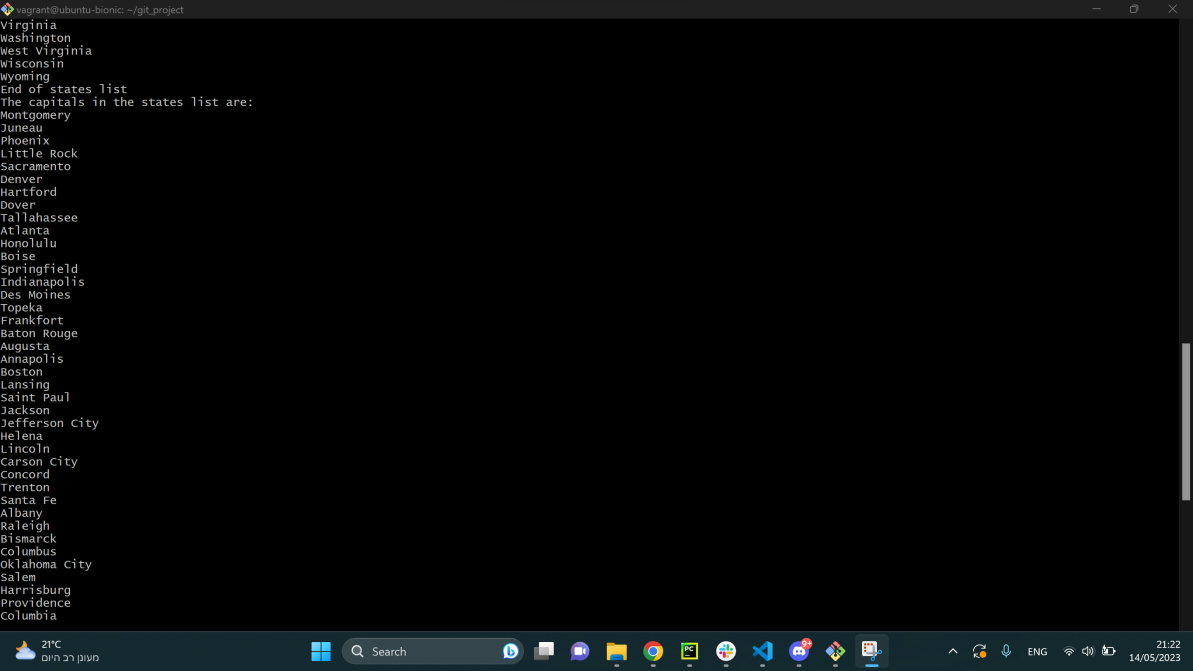 vagrant@ubuntu-bionic: ~/git_project
Virginia
Washington
West Virginia
Wisconsin
Wyoming
End of states list
The capitals in the states list are:
Montgomery
Juneau
Phoenix
Little Rock
Sacramento
Denver
Hartford
Dover
Tallahassee
Atlanta
Honolulu
Boise
Springfield
Indianapolis
Des Moines
Topeka
Frankfort
Baton Rouge
Augusta
Annapolis
Boston
Lansing
Saint Paul
Jackson
Jefferson City
Helena
Lincoln
Carson City
Concord
Trenton
Santa Fe
Albany
Raleigh
Bismarck
Columbus
Oklahoma City
Salem
Harrisburg
Providence
Columbia
21°C
מעונן רב היום
Search
PC
9+
ENG
21:22
14/05/2023